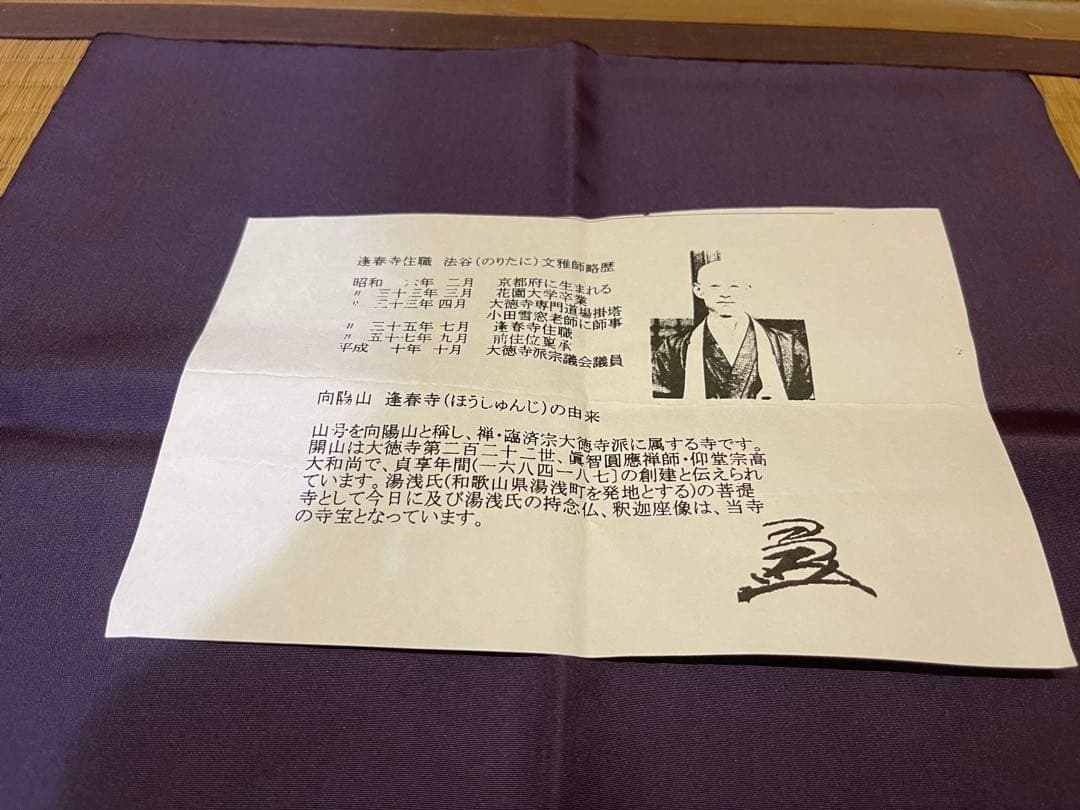 逢春寺住職 法谷(のりたに)文雅師略歴
昭和 六年 二月 京都府に生まれる
〃 三十三年 三月 花園大学卒業
〃 三十三年 四月 大徳寺専門道場掛塔
小田雪窓老師に師事
〃 三十五年 七月 逢春寺住職
〃 五十七年 九月 前住位稟承
平成 十年 十月 大徳寺派宗議会議員
向陽山 逢春寺(ほうしゅんじ)の由来
山号を向陽山と稱し、禅・臨済宗大徳寺派に属する寺です。
開山は大徳寺第二百二十二世、眞智圓應禅師・仰堂宗高
大和尚で、貞享年間(一六八四一八七)の創建と伝えられ
ています。湯浅氏(和歌山県湯浅町を発地とする)の菩提
寺として今日に及び湯浅氏の持念仏、釈迦座像は、当寺
の寺宝となっています。